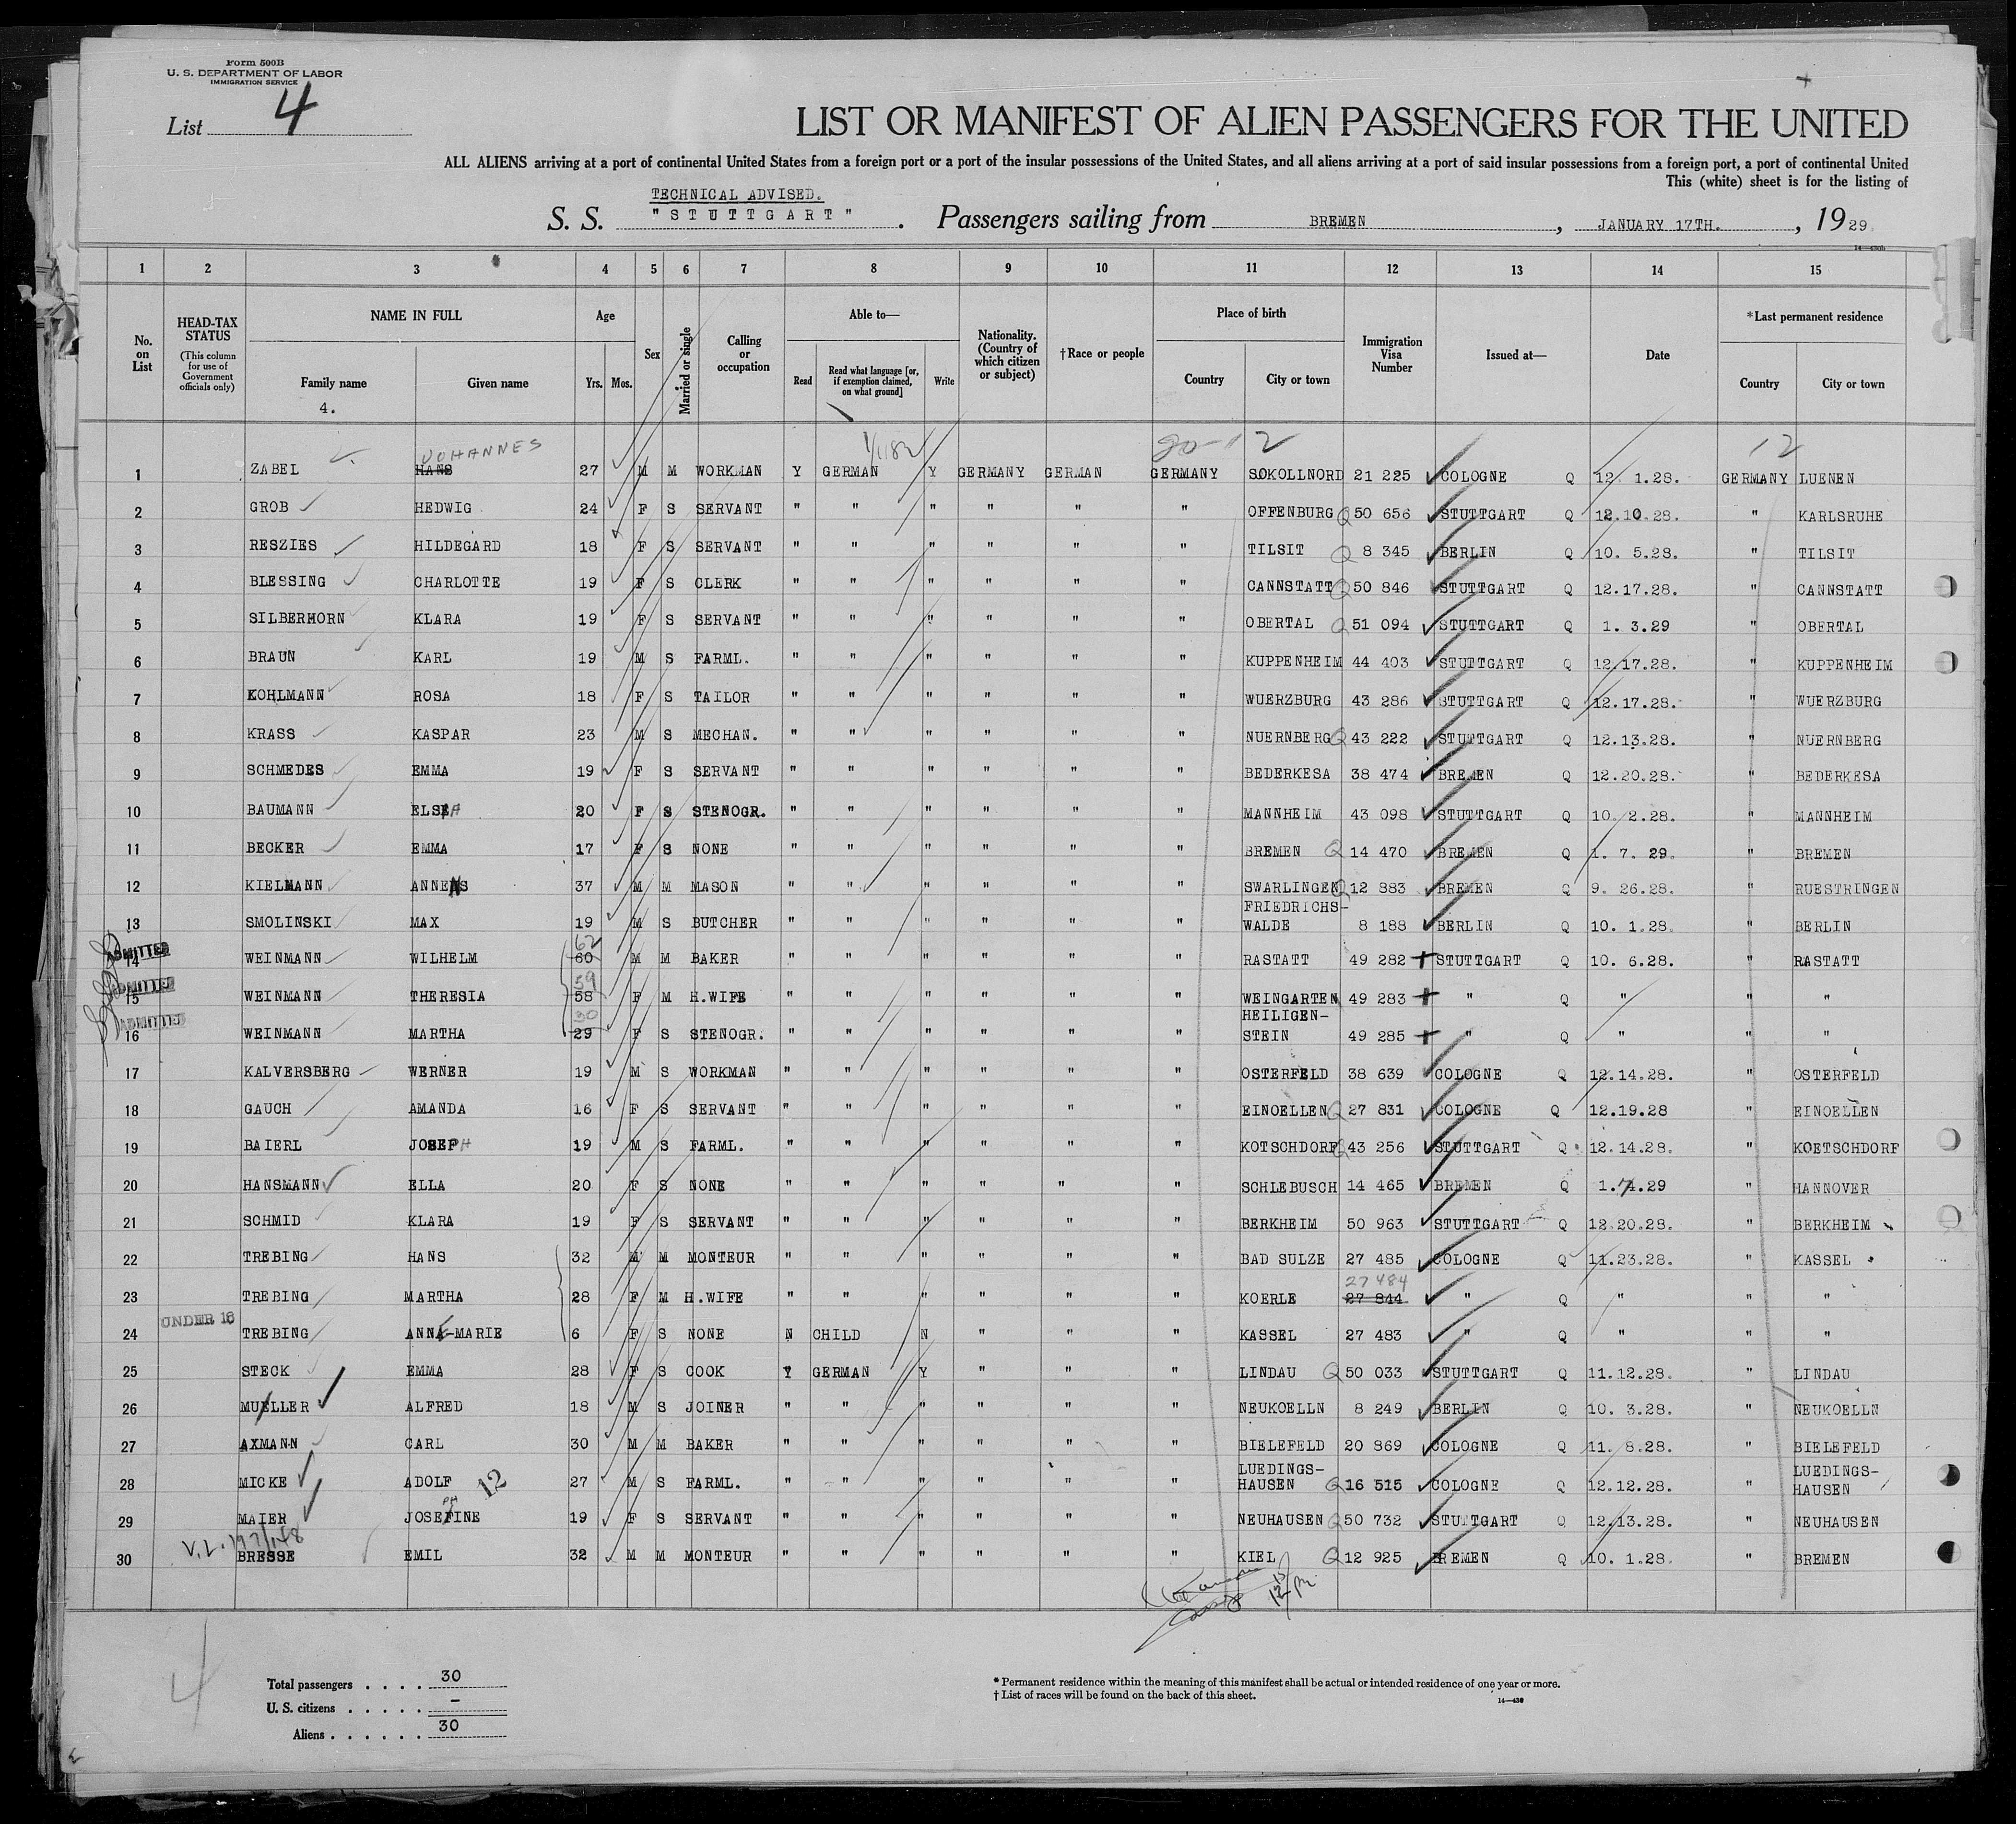 Form 500B
U. S. DEPARTMENT OF LABOR
IMMIGRATION SERVICE
List 4
LIST OR MANIFEST OF ALIEN PASSENGERS FOR THE UNITED
ALL ALIENS arriving at a port of continental United States from a foreign port or a port of the insular possessions of the United States, and all aliens arriving at a port of said insular possessions from a foreign port, a port of continental United
This (white) sheet is for the listing of
TECHNICAL ADVISED.
S. S. "STUTTGART". Passengers sailing from BREMEN, JANUARY 17TH., 1929
1 2 3 4 5 6 7 8 9 10 11 12 13 14 15
No. on List
HEAD-TAX STATUS (This column for use of Government officials only)
NAME IN FULL
Family name
Given name
4.
Age
Yrs. Mos.
Sex
Married or single
Calling or occupation
Able to—
Read
Read what language [or, if exemption claimed, on what ground]
Write
Nationality. (Country of which citizen or subject)
†Race or people
Place of birth
Country
City or town
Immigration Visa Number
Issued at—
Date
*Last permanent residence
Country
City or town
JOHANNES 2 12
1 ZABEL HANS 27 M M WORKMAN Y GERMAN Y GERMANY GERMAN GERMANY SOKOLLNORD 21 225 COLOGNE Q 12. 1.28. GERMANY LUENEN
2 GROB HEDWIG 24 F S SERVANT " " " " " " OFFENBURG Q 50 656 STUTTGART Q 12.10.28. " KARLSRUHE
3 RESZIES HILDEGARD 18 F S SERVANT " " " " " " TILSIT Q 8 345 BERLIN Q 10. 5.28. " TILSIT
4 BLESSING CHARLOTTE 19 F S CLERK " " " " " " CANNSTATT Q 50 846 STUTTGART Q 12.17.28. " CANNSTATT
5 SILBERHORN KLARA 19 F S SERVANT " " " " " " OBERTAL Q 51 094 STUTTGART Q 1. 3.29 " OBERTAL
6 BRAUN KARL 19 M S FARML. " " " " " " KUPPENHEIM 44 403 STUTTGART Q 12.17.28. " KUPPENHEIM
7 KOHLMANN ROSA 18 F S TAILOR " " " " " " WUERZBURG 43 286 STUTTGART Q 12.17.28. " WUERZBURG
8 KRASS KASPAR 23 M S MECHAN. " " " " " " NUERNBERG Q 43 222 STUTTGART Q 12.13.28. " NUERNBERG
9 SCHMEDES EMMA 19 F S SERVANT " " " " " " BEDERKESA 38 474 BREMEN Q 12.20.28. " BEDERKESA
10 BAUMANN ELSE 20 F S STENOGR. " " " " " " MANNHEIM 43 098 STUTTGART Q 10. 2.28. " MANNHEIM
11 BECKER EMMA 17 F S NONE " " " " " " BREMEN Q 14 470 BREMEN Q 1. 7. 29. " BREMEN
12 KIELMANN 37 M M MASON " " " " " " SWARLINGEN Q 12 883 BREMEN Q 9. 26.28. " RUESTRINGEN
13 SMOLINSKI MAX 19 M S BUTCHER " " " " " " FRIEDRICHS-WALDE 8 188 BERLIN Q 10. 1.28. " BERLIN
ADMITTED 62
14 WEINMANN WILHELM 60 M M BAKER " " " " " " RASTATT 49 282 STUTTGART Q 10. 6.28. " RASTATT
ADMITTED 59
15 WEINMANN THERESIA 58 F M H.WIFE " " " " " " WEINGARTEN 49 283 " Q " " "
ADMITTED 30
16 WEINMANN MARTHA 29 F S STENOGR. " " " " " " HEILIGEN-STEIN 49 285 " Q " " "
17 KALVERSBERG WERNER 19 M S WORKMAN " " " " " " OSTERFELD 38 639 COLOGNE Q 12.14.28. " OSTERFELD
18 GAUCH AMANDA 16 F S SERVANT " " " " " " EINOELLEN Q 27 831 COLOGNE Q 12.19.28 " EINOELLEN
19 BAIERL JOSEPH 19 M S FARML. " " " " " " KOTSCHDORF Q 43 256 STUTTGART Q 12.14.28. " KOETSCHDORF
20 HANSMANN ELLA 20 F S NONE " " " " " " SCHLEBUSCH 14 465 BREMEN Q 1. .29 " HANNOVER
21 SCHMID KLARA 19 F S SERVANT " " " " " " BERKHEIM 50 963 STUTTGART Q 12.20.28. " BERKHEIM
22 TREBING HANS 32 M M MONTEUR " " " " " " BAD SULZE 27 485 COLOGNE Q 11.23.28. " KASSEL
27 484
23 TREBING MARTHA 28 F M H.WIFE " " " " " " KOERLE 27 844 " Q " " "
UNDER 16
24 TREBING ANNE-MARIE 6 F S NONE N CHILD N " " " KASSEL 27 483 " Q " " "
25 STECK EMMA 28 F S COOK Y GERMAN Y " " " LINDAU Q 50 033 STUTTGART Q 11.12.28. " LINDAU
26 MUELLER ALFRED 18 M S JOINER " " " " " " NEUKOELLN 8 249 BERLIN Q 10. 3.28. " NEUKOELLN
27 AXMANN CARL 30 M M BAKER " " " " " " BIELEFELD 20 869 COLOGNE Q 11. 8.28. " BIELEFELD
28 MICKE ADOLF 12 27 M S FARML. " " " " " " LUEDINGS-HAUSEN Q 16 515 COLOGNE Q 12.12.28. " LUEDINGS-HAUSEN
PH
29 MAIER JOSEFINE 19 F S SERVANT " " " " " " NEUHAUSEN Q 50 732 STUTTGART Q 12.13.28. " NEUHAUSEN
V.L.
30 BRESSE EMIL 32 M M MONTEUR " " " " " " KIEL Q 12 925 BREMEN Q 10. 1.28. " BREMEN
4
Total passengers . . . . 30
U. S. citizens . . . . . –
Aliens . . . . . . 30
* Permanent residence within the meaning of this manifest shall be actual or intended residence of one year or more.
† List of races will be found on the back of this sheet.
14—430